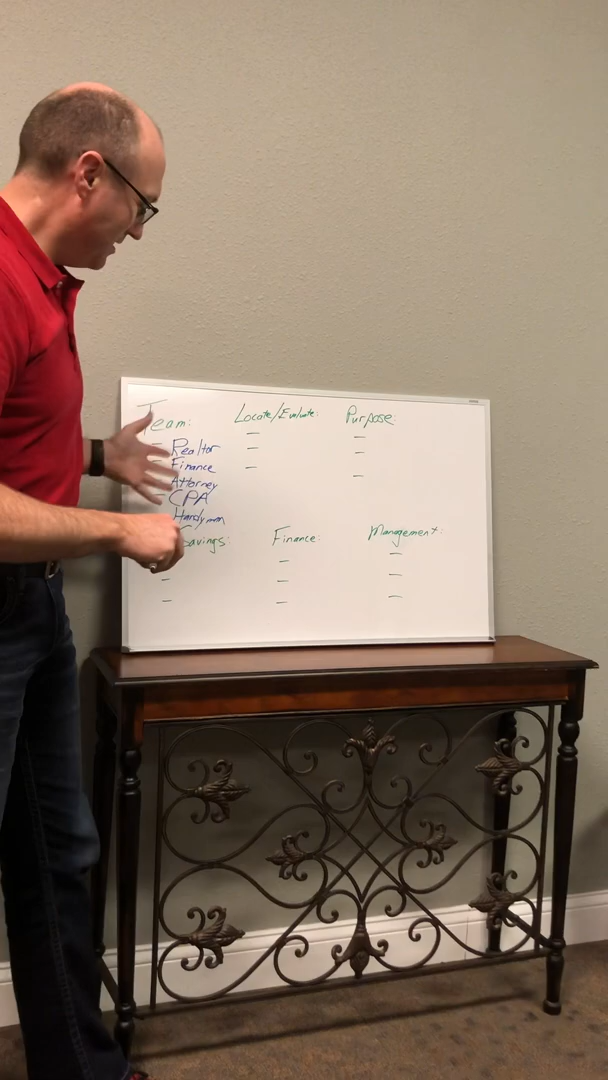 Team: Locate/Evaluate: Purpose:
Realtor
Finance
Attorney
CPA
Handyman
Savings: Finance: Management: